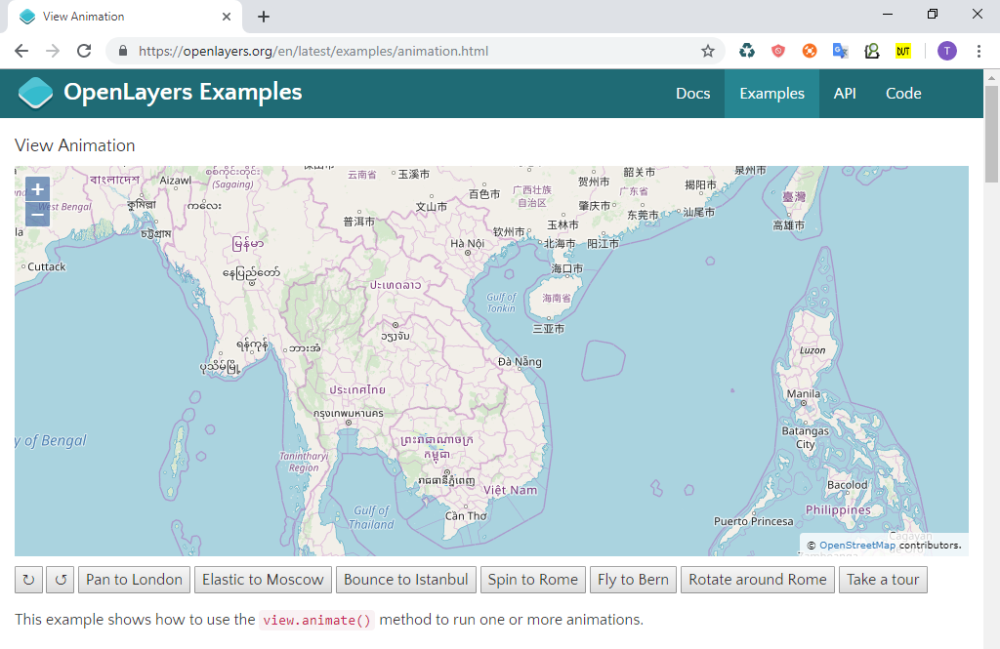 View Animation
https://openlayers.org/en/latest/examples/animation.html
DUT
T
OpenLayers Examples
Docs
Examples
API
Code
View Animation
+
−
বাংলাদেশ
Aizawl
(Sagaing)
云南省
玉溪市
百色市
广西壮族
自治区
贺州市
韶关市
广东省
揭阳市
泉州市
West Bengal
কুমিল্লা
ကလေး
文山市
肇庆市
东莞市
汕尾市
臺灣
高雄市
চট্টগ্রাম
မြန်မာ
普洱市
Hà Nội
钦州市
玉林市
北海市
阳江市
Cuttack
နေပြည်တော်
ປະເທດລາວ
海口市
Gulf of
Tonkin
海南省
三亚市
ရန်ကုန်
ဘားအံ
ວຽງຈັນ
ပုသိမ်မြို့
Đà Nẵng
Luzon
ประเทศไทย
Manila
กรุงเทพมหานคร
Batangas
City
y of Bengal
ព្រះរាជាណាចក្រ
កម្ពុជា
Tanintharyi
Region
រាជធានីភ្នំពេញ
Việt Nam
Bacolod
Gulf of
Thailand
Cần Thơ
Philippines
Puerto Princesa
Cagayan
© OpenStreetMap contributors.
↻
↺
Pan to London
Elastic to Moscow
Bounce to Istanbul
Spin to Rome
Fly to Bern
Rotate around Rome
Take a tour
This example shows how to use the view.animate() method to run one or more animations.